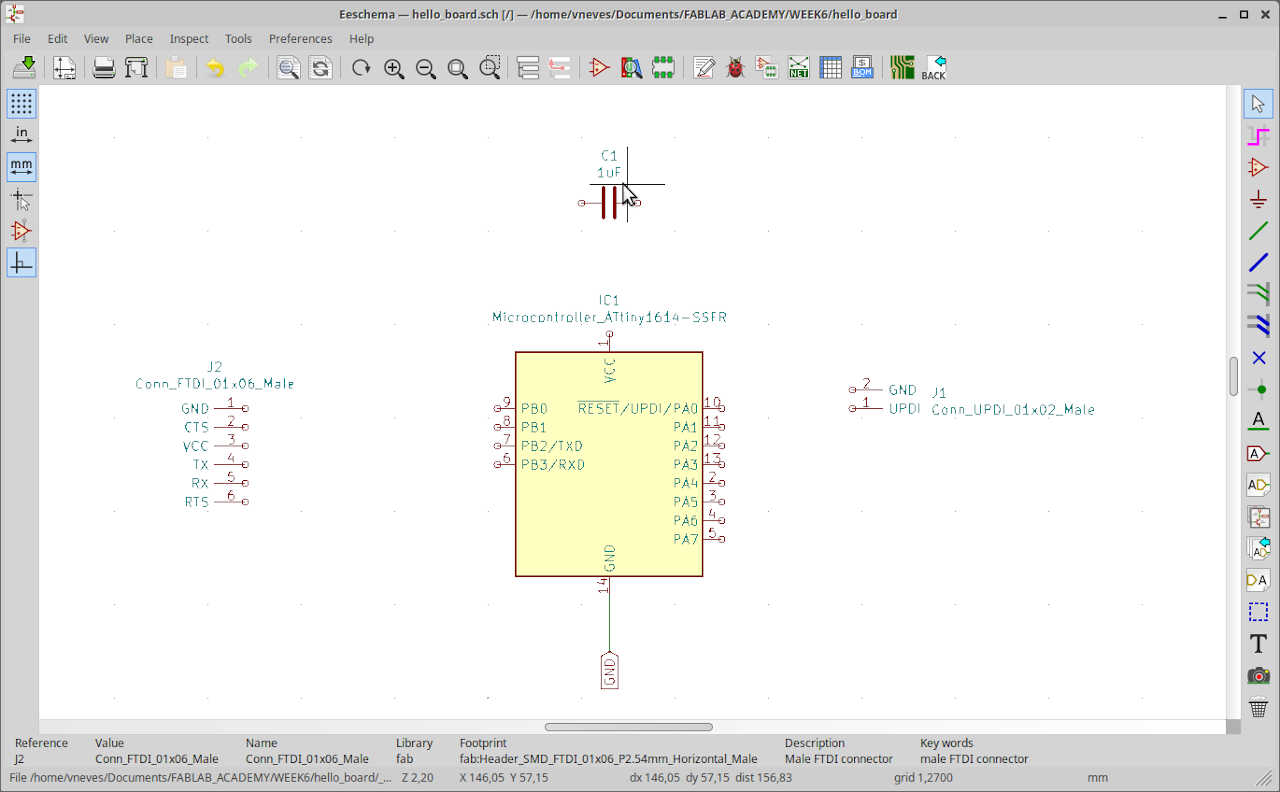 Eeschema — hello_board.sch [/] — /home/vneves/Documents/FABLAB_ACADEMY/WEEK6/hello_board
File Edit View Place Inspect Tools Preferences Help
NET
$ BOM
BACK
in
mm
C1
1uF
IC1
Microcontroller_ATtiny1614-SSFR
1
VCC
J2
Conn_FTDI_01x06_Male
GND 1
CTS 2
VCC 3
TX 4
Rx 5
RTS 6
9 PB0
8 PB1
7 PB2/TXD
6 PB3/RXD
RESET/UPDI/PA0 10
PA1 11
PA2 12
PA3 13
PA4 2
PA5 3
PA6 4
PA7 5
GND
14
GND
2 GND
1 UPDI
J1
Conn_UPDI_01x02_Male
A
A
AD
A
DA
T
Reference Value Name Library Footprint Description Key words
J2 Conn_FTDI_01x06_Male Conn_FTDI_01x06_Male fab fab:Header_SMD_FTDI_01x06_P2.54mm_Horizontal_Male Male FTDI connector male FTDI connector
File /home/vneves/Documents/FABLAB_ACADEMY/WEEK6/hello_board/_... Z 2,20 X 146,05 Y 57,15 dx 146,05 dy 57,15 dist 156,83 grid 1,2700 mm